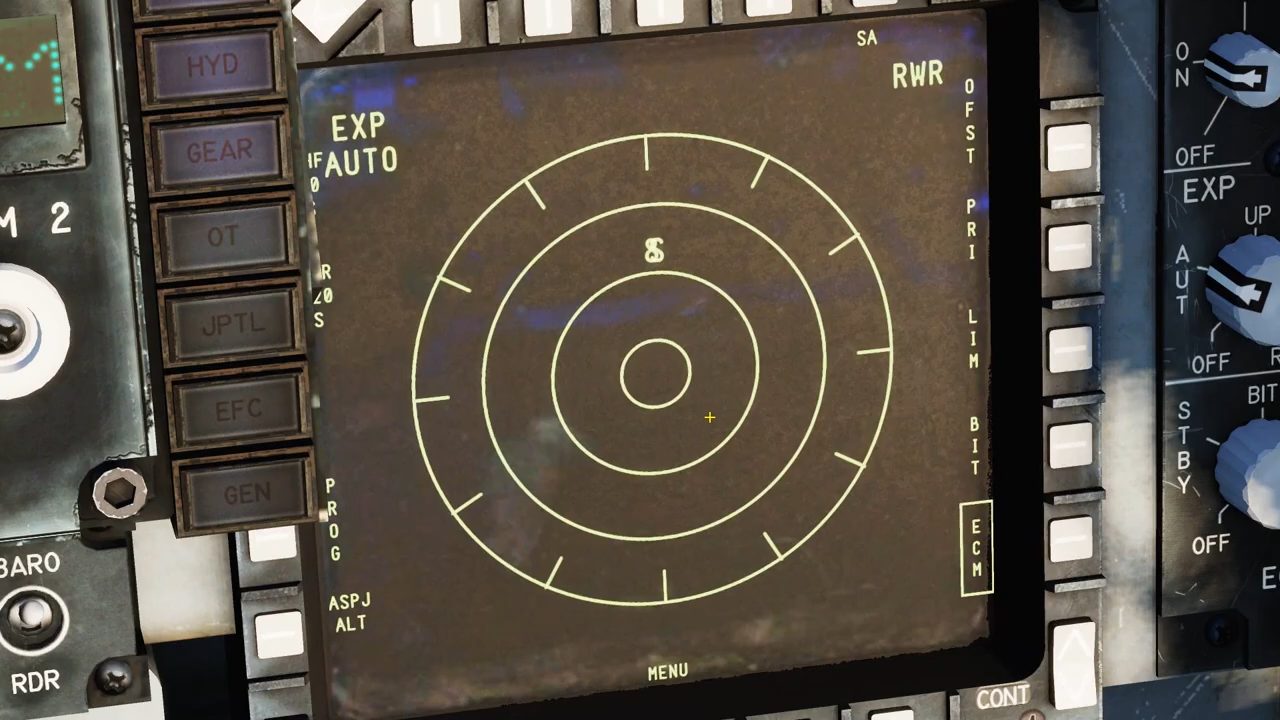 SA
RWR
EXP
AUTO
OFST
PRI
LIM
BIT
ECM
PROG
ASPJ
ALT
MENU
HYD
GEAR
OT
JPTL
EFC
GEN
M 2
BARO
RDR
CONT
ON
OFF
EXP
UP
AUT
OFF
BIT
STBY
OFF